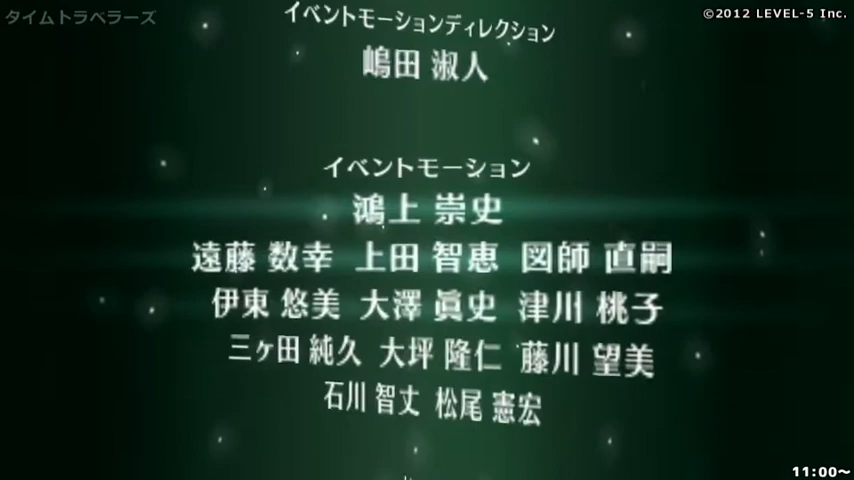 タイムトラベラーズ
©2012 LEVEL-5 Inc.
イベントモーションディレクション
嶋田 淑人
イベントモーション
鴻上 崇史
遠藤 数幸 上田 智恵 図師 直嗣
伊東 悠美 大澤 眞史 津川 桃子
三ヶ田 純久 大坪 隆仁 藤川 望美
石川 智丈 松尾 憲宏
11:00~